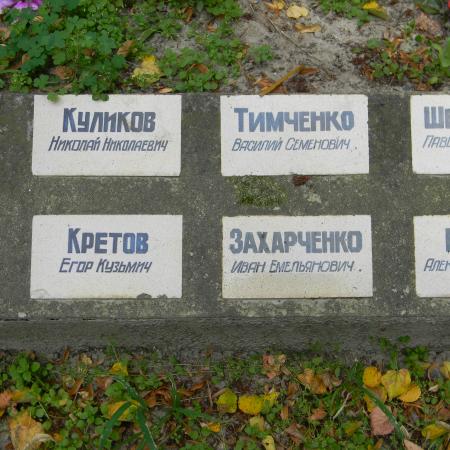 Куликов
Николай Николаевич
Тимченко
Василий Семенович
Кретов
Егор Кузьмич
Захарченко
Иван Емельянович